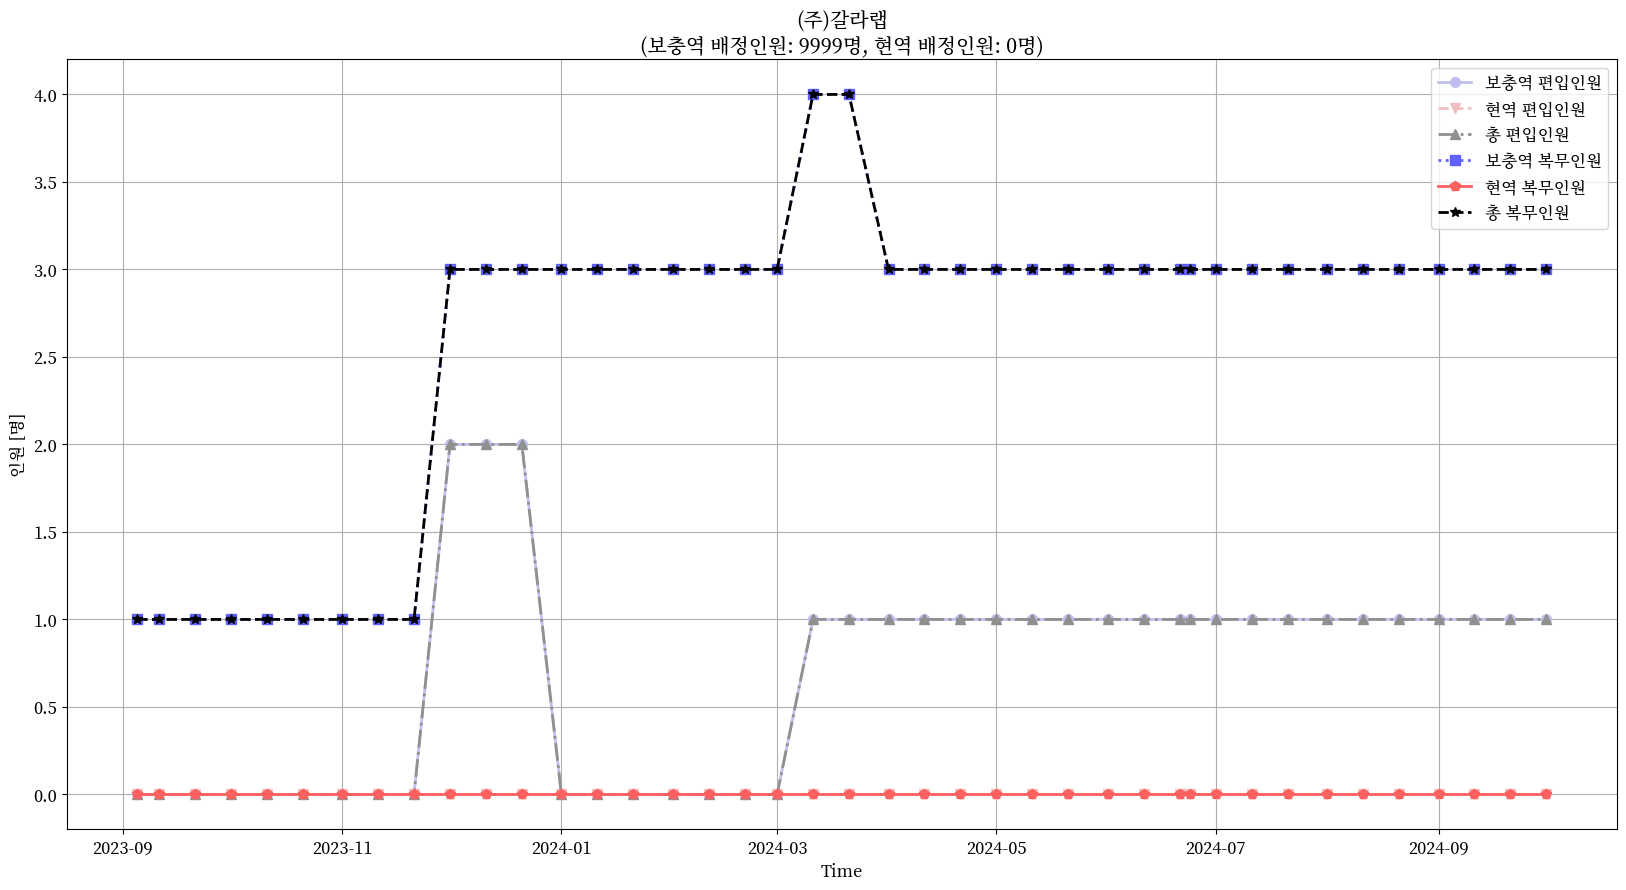 (주)갈라랩
(보충역 배정인원: 9999명, 현역 배정인원: 0명)
보충역 편입인원
현역 편입인원
총 편입인원
보충역 복무인원
현역 복무인원
총 복무인원
인원 [명]
4.0
3.5
3.0
2.5
2.0
1.5
1.0
0.5
0.0
2023-09
2023-11
2024-01
2024-03
2024-05
2024-07
2024-09
Time